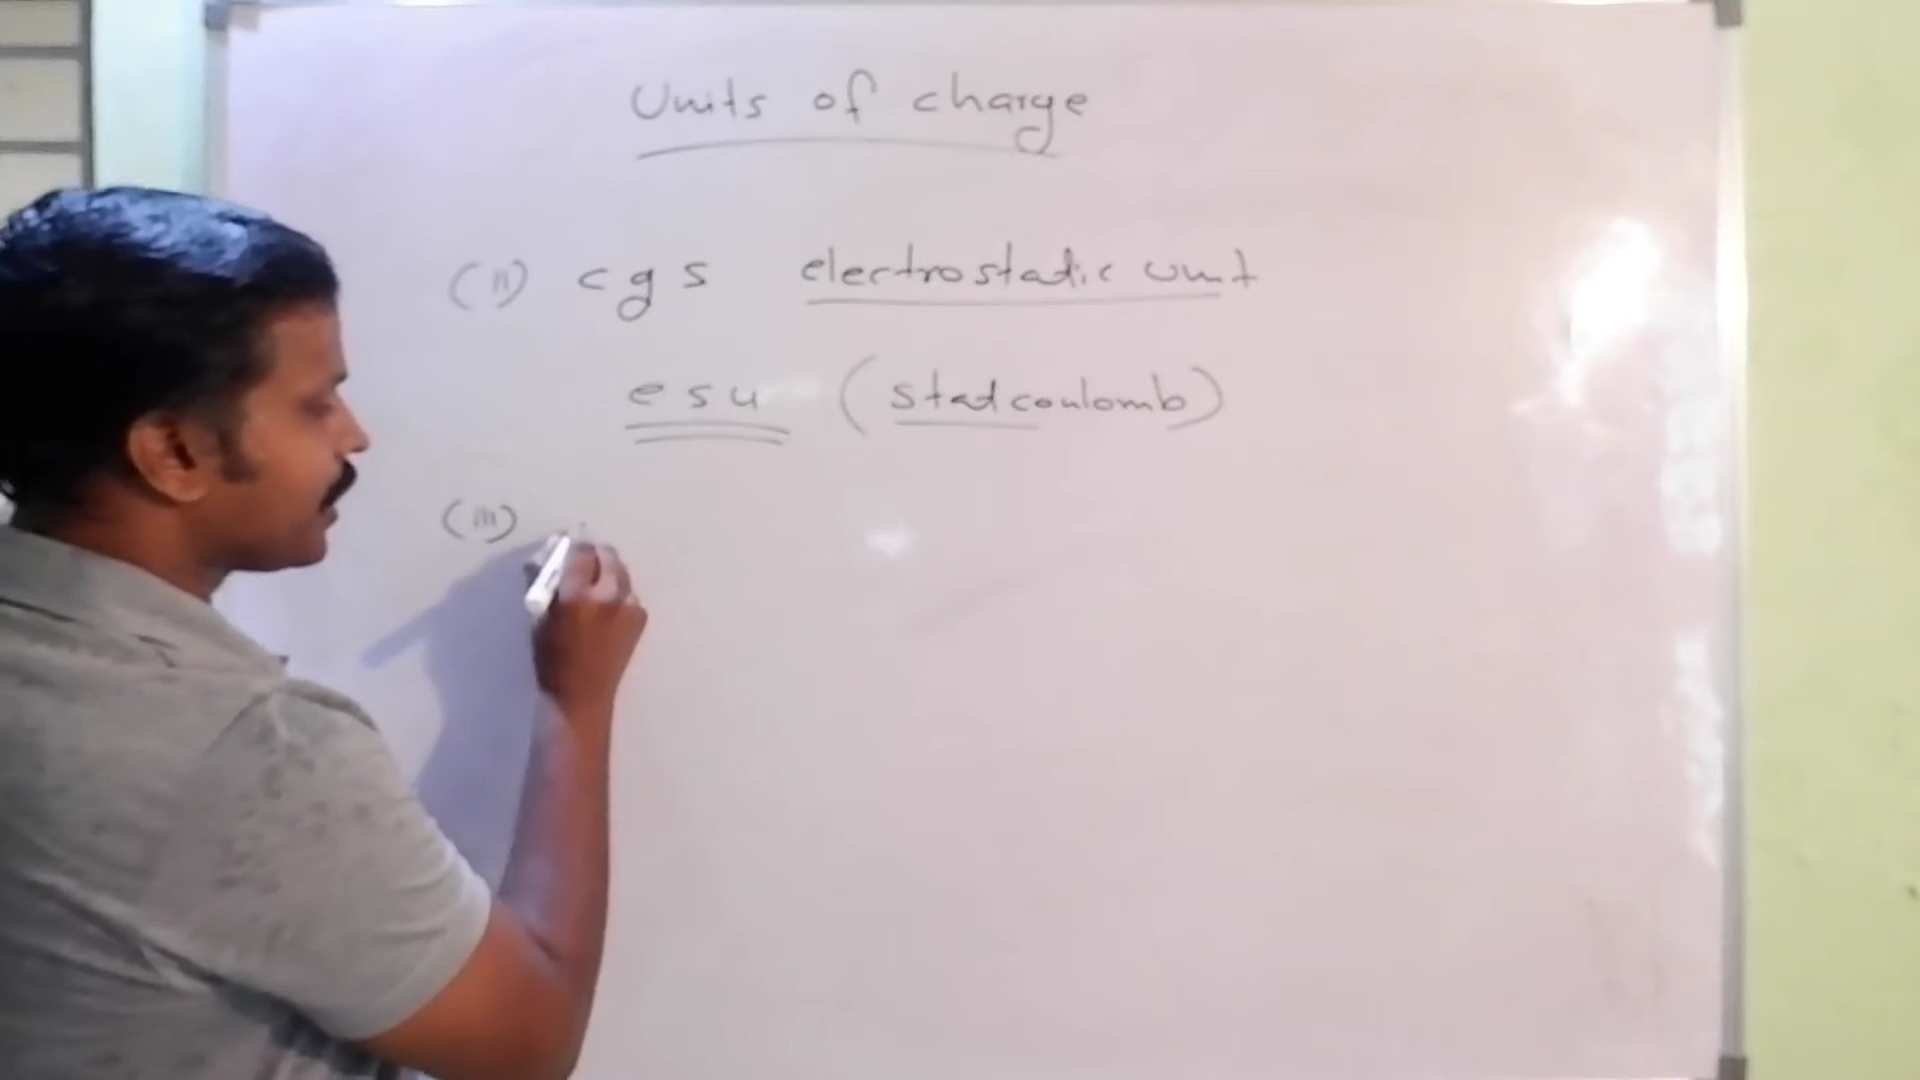 Units of charge
(ii) cgs electrostatic unit
esu (statcoulomb)
(iii)